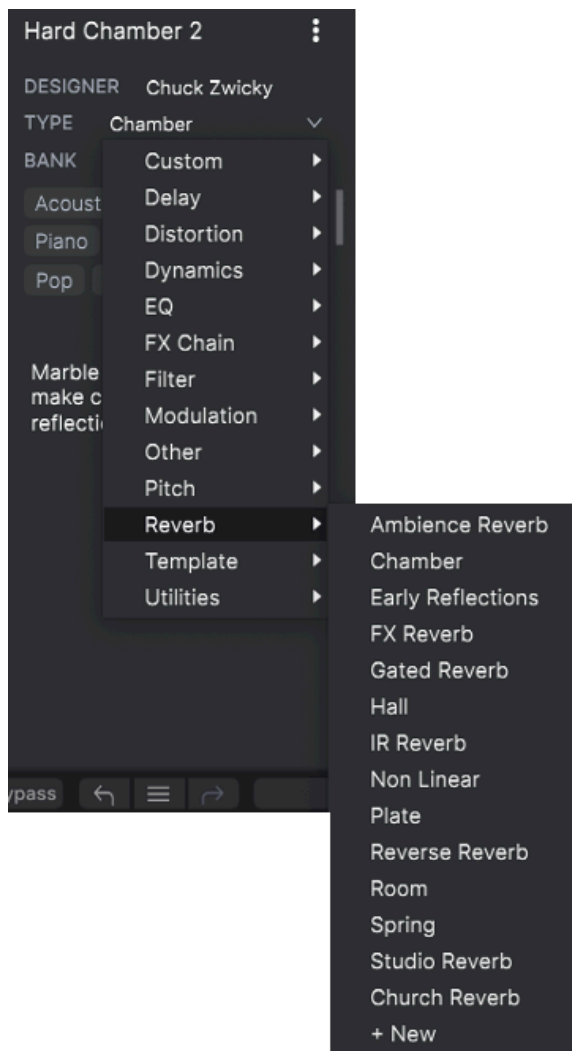 Hard Chamber 2
DESIGNER Chuck Zwicky
TYPE Chamber
BANK
Custom
Delay
Acoust
Distortion
Piano
Dynamics
Pop
EQ
FX Chain
Marble
Filter
make c
Modulation
reflecti
Other
Pitch
Reverb
Template
Utilities
Ambience Reverb
Chamber
Early Reflections
FX Reverb
Gated Reverb
Hall
IR Reverb
Non Linear
Plate
Reverse Reverb
Room
Spring
Studio Reverb
Church Reverb
+ New
ypass